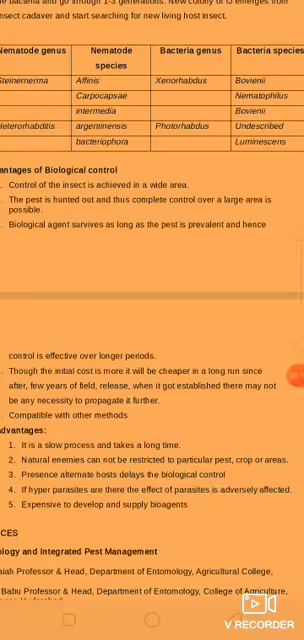 he bacteria and go through 1-3 generations. New colony of IJ emerges from
nsect cadaver and start searching for new living host insect.
Nematode genus Nematode species Bacteria genus Bacteria species
Steinernema Affinis Xenorhabdus Bovienii
Carpocapsae Nematophilus
intermedia Bovienii
Heterorhabditis argentinensis Photorhabdus Undescribed
bacteriophora Luminescens
antages of Biological control
. Control of the insect is achieved in a wide area.
. The pest is hunted out and thus complete control over a large area is
possible.
. Biological agent survives as long as the pest is prevalent and hence
control is effective over longer periods.
. Though the initial cost is more it will be cheaper in a long run since
after, few years of field, release, when it got established there may not
be any necessity to propagate it further.
. Compatible with other methods
advantages:
1. It is a slow process and takes a long time.
2. Natural enemies can not be restricted to particular pest, crop or areas.
3. Presence alternate hosts delays the biological control
4. If hyper parasites are there the effect of parasites is adversely affected.
5. Expensive to develop and supply bioagents
CES
ology and Integrated Pest Management
aiah Professor & Head, Department of Entomology, Agricultural College,
Babu Professor & Head, Department of Entomology, College of Agriculture,
V RECORDER